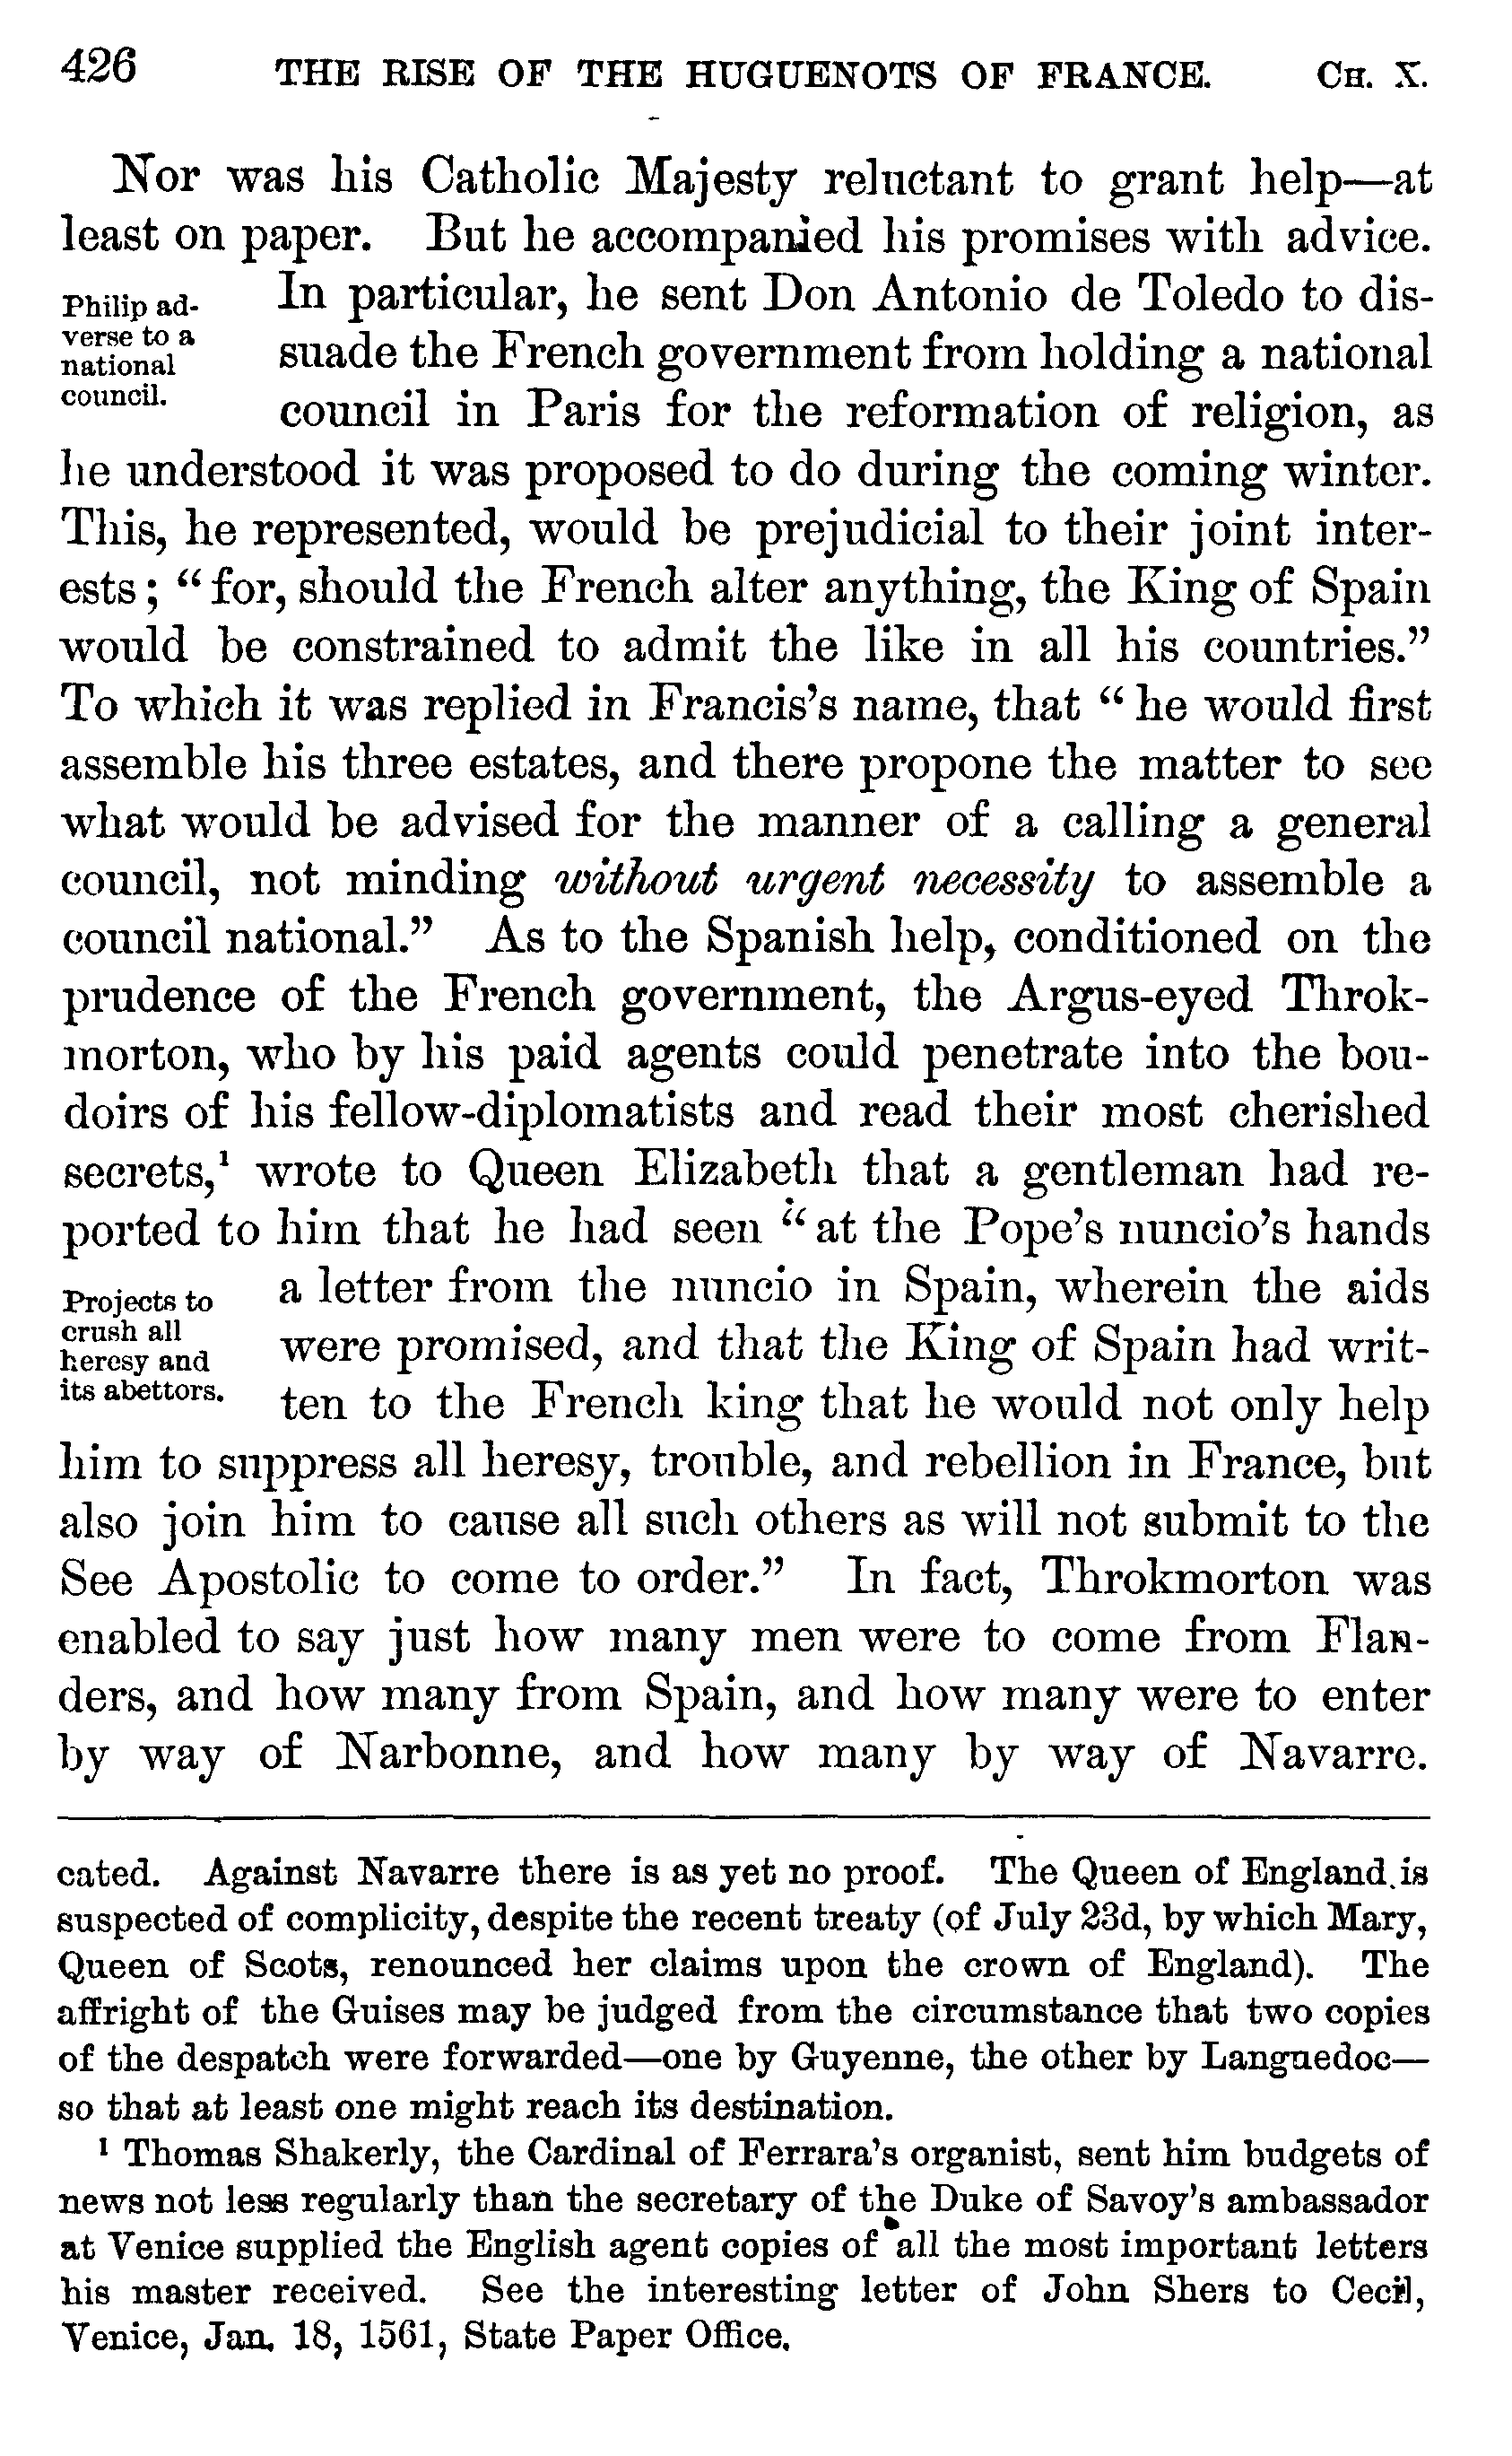 426 THE RISE OF THE HUGUENOTS OF FRANCE. CH. X.
Nor was his Catholic Majesty reluctant to grant help—at
least on paper. But he accompanied his promises with advice.
Philip ad-
verse to a
national
council.
In particular, he sent Don Antonio de Toledo to dis-
suade the French government from holding a national
council in Paris for the reformation of religion, as
he understood it was proposed to do during the coming winter.
This, he represented, would be prejudicial to their joint inter-
ests; “for, should the French alter anything, the King of Spain
would be constrained to admit the like in all his countries.”
To which it was replied in Francis’s name, that “he would first
assemble his three estates, and there propone the matter to see
what would be advised for the manner of a calling a general
council, not minding without urgent necessity to assemble a
council national.” As to the Spanish help, conditioned on the
prudence of the French government, the Argus-eyed Throk-
morton, who by his paid agents could penetrate into the bou-
doirs of his fellow-diplomatists and read their most cherished
secrets,¹ wrote to Queen Elizabeth that a gentleman had re-
ported to him that he had seen “at the Pope’s nuncio’s hands
Projects to
crush all
heresy and
its abettors.
a letter from the nuncio in Spain, wherein the aids
were promised, and that the King of Spain had writ-
ten to the French king that he would not only help
him to suppress all heresy, trouble, and rebellion in France, but
also join him to cause all such others as will not submit to the
See Apostolic to come to order.” In fact, Throkmorton was
enabled to say just how many men were to come from Flan-
ders, and how many from Spain, and how many were to enter
by way of Narbonne, and how many by way of Navarre.
cated. Against Navarre there is as yet no proof. The Queen of England is
suspected of complicity, despite the recent treaty (of July 23d, by which Mary,
Queen of Scots, renounced her claims upon the crown of England). The
affright of the Guises may be judged from the circumstance that two copies
of the despatch were forwarded—one by Guyenne, the other by Languedoc—
so that at least one might reach its destination.
¹ Thomas Shakerly, the Cardinal of Ferrara’s organist, sent him budgets of
news not less regularly than the secretary of the Duke of Savoy’s ambassador
at Venice supplied the English agent copies of all the most important letters
his master received. See the interesting letter of John Shers to Cecil,
Venice, Jan. 18, 1561, State Paper Office.